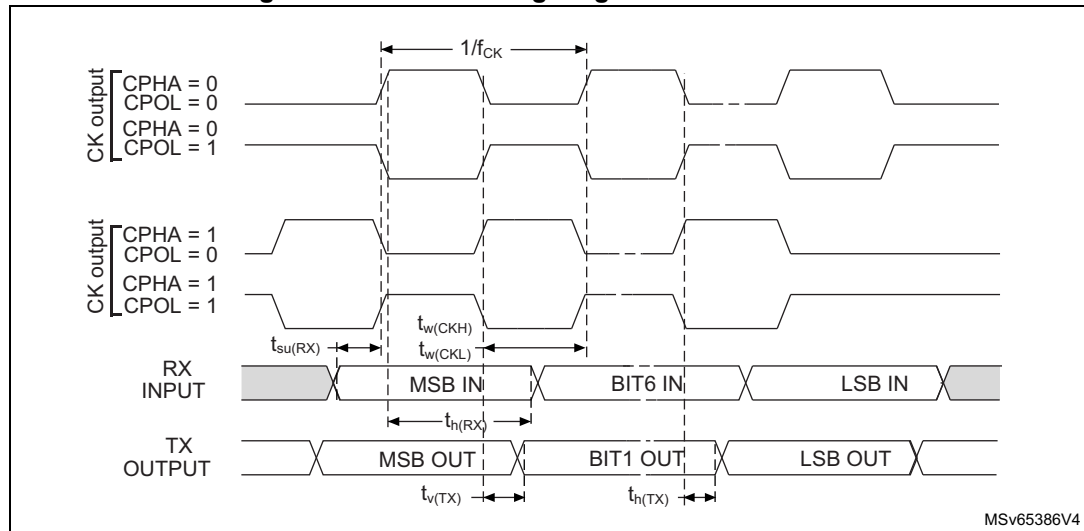 1/fCK
CK output
CPHA = 0
CPOL = 0
CPHA = 0
CPOL = 1
CK output
CPHA = 1
CPOL = 0
CPHA = 1
CPOL = 1
tw(CKH)
tw(CKL)
tsu(RX)
RX
INPUT
MSB IN
BIT6 IN
LSB IN
th(RX)
TX
OUTPUT
MSB OUT
BIT1 OUT
LSB OUT
tv(TX)
th(TX)
MSv65386V4